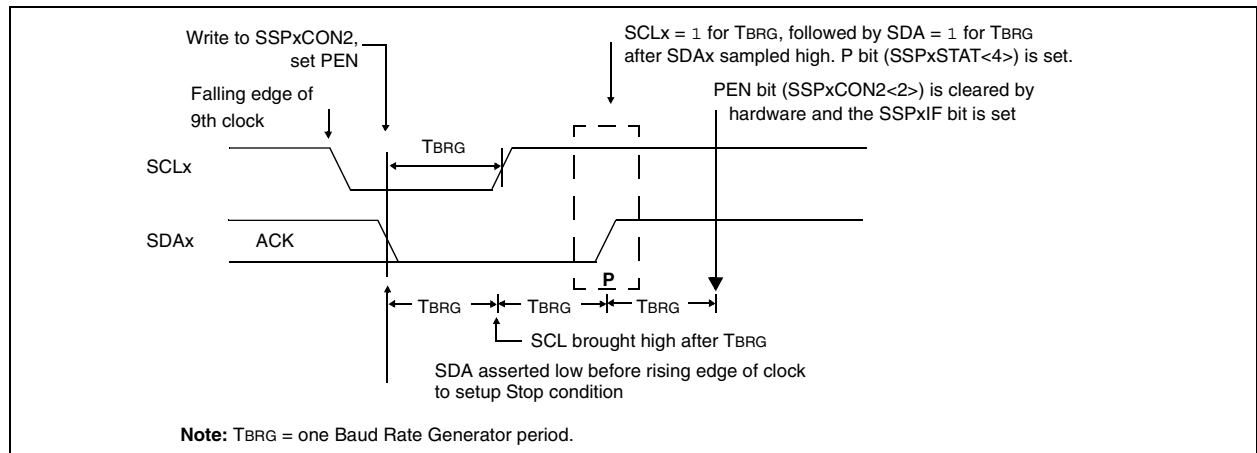 Write to SSPxCON2,
set PEN
SCLx = 1 for TBRG, followed by SDA = 1 for TBRG
after SDAx sampled high. P bit (SSPxSTAT<4>) is set.
Falling edge of
9th clock
PEN bit (SSPxCON2<2>) is cleared by
hardware and the SSPxIF bit is set
TBRG
SCLx
SDAx
ACK
P
TBRG
TBRG
TBRG
SCL brought high after TBRG
SDA asserted low before rising edge of clock
to setup Stop condition
Note: TBRG = one Baud Rate Generator period.